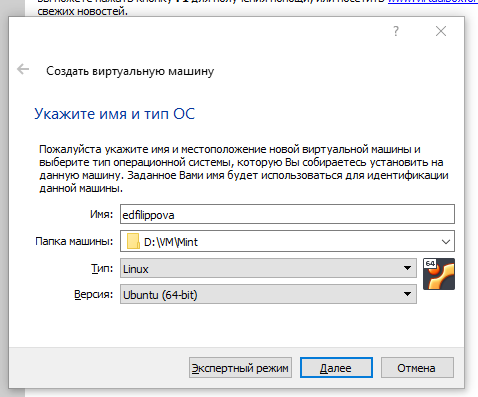 свежих новостей.
?
Создать виртуальную машину
Укажите имя и тип ОС
Пожалуйста укажите имя и местоположение новой виртуальной машины и
выберите тип операционной системы, которую Вы собираетесь установить на
данную машину. Заданное Вами имя будет использоваться для идентификации
данной машины.
Имя: edfilippova
Папка машины: D:\VM\Mint
Тип: Linux
64
Версия: Ubuntu (64-bit)
Экспертный режим Далее Отмена